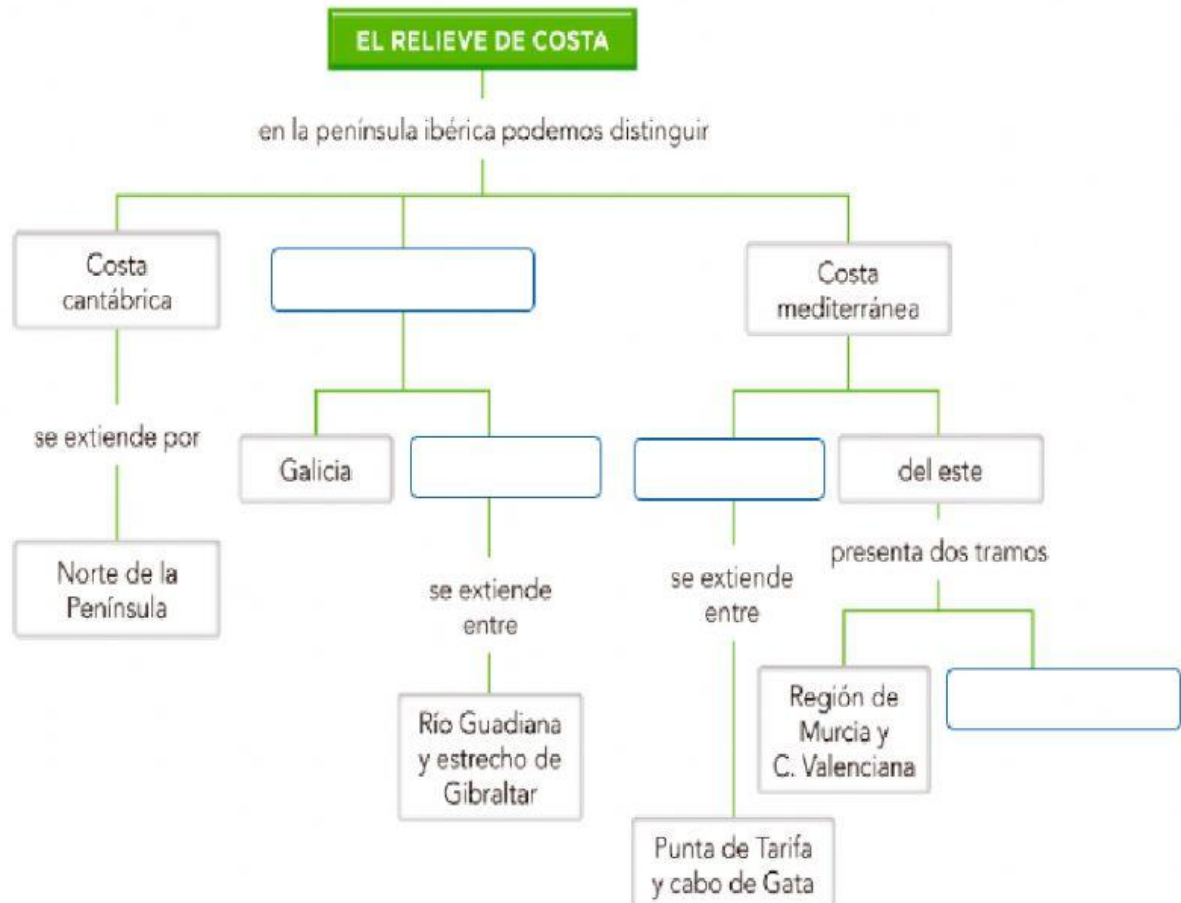 EL RELIEVE DE COSTA
en la península ibérica podemos distinguir
Costa
cantábrica
Costa
mediterránea
se extiende por
Galicia
del este
Norte de la
Península
se extiende
entre
se extiende
entre
presenta dos tramos
Río Guadiana
y estrecho de
Gibraltar
Región de
Murcia y
C. Valenciana
Punta de Tarifa
y cabo de Gata